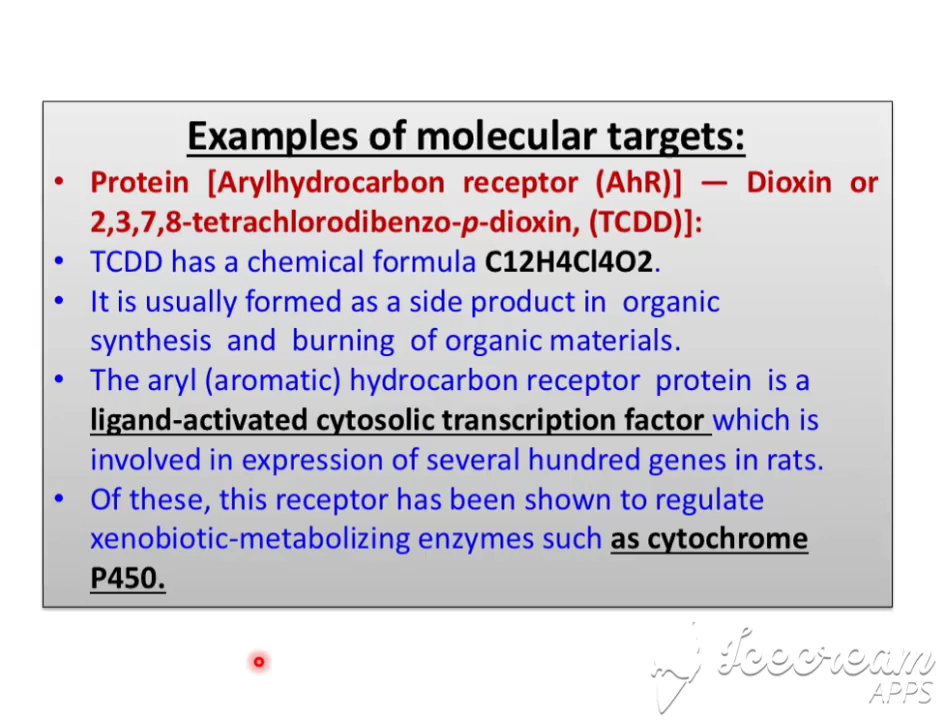 Examples of molecular targets:
• Protein [Arylhydrocarbon receptor (AhR)] — Dioxin or
2,3,7,8-tetrachlorodibenzo-p-dioxin, (TCDD)]:
• TCDD has a chemical formula C12H4Cl4O2.
• It is usually formed as a side product in organic
synthesis and burning of organic materials.
• The aryl (aromatic) hydrocarbon receptor protein is a
ligand-activated cytosolic transcription factor which is
involved in expression of several hundred genes in rats.
• Of these, this receptor has been shown to regulate
xenobiotic-metabolizing enzymes such as cytochrome
P450.
Icecream
APPS